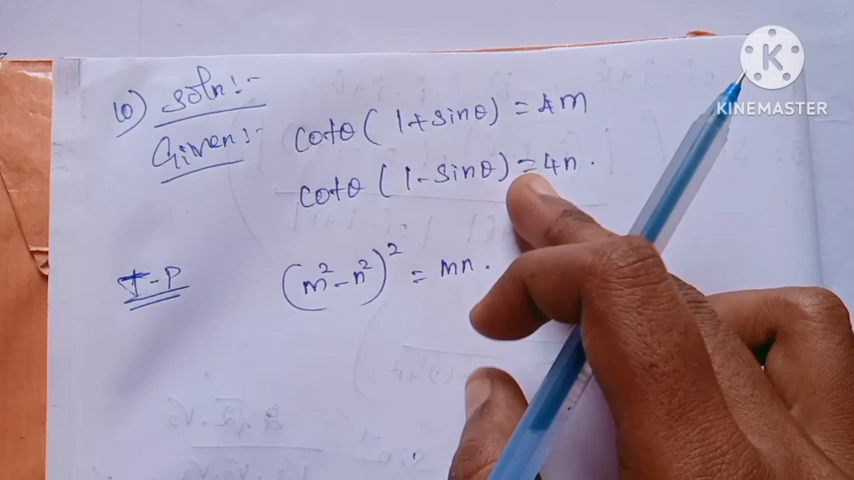 10) Soln:-
Given:- cotθ (1+sinθ) = 4m
cotθ (1-sinθ) = 4n.
T-P (m²-n²)² = mn.
KINEMASTER